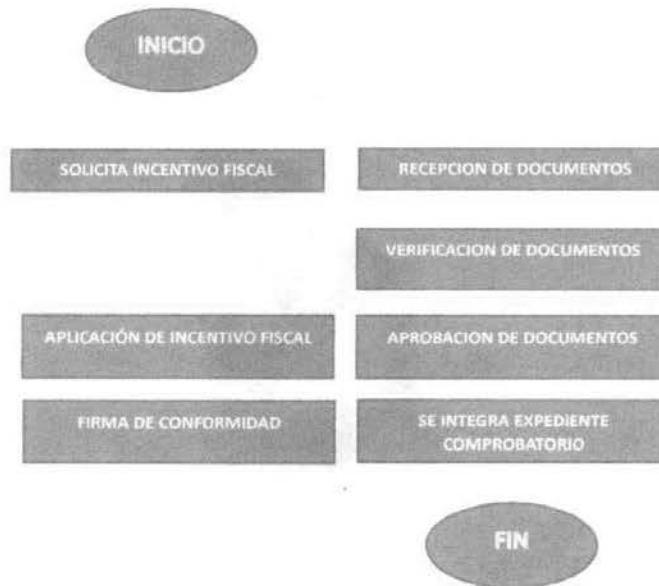 INICIO
SOLICITA INCENTIVO FISCAL
RECEPCION DE DOCUMENTOS
VERIFICACION DE DOCUMENTOS
APLICACIÓN DE INCENTIVO FISCAL
APROBACION DE DOCUMENTOS
FIRMA DE CONFORMIDAD
SE INTEGRA EXPEDIENTE
COMPROBATORIO
FIN